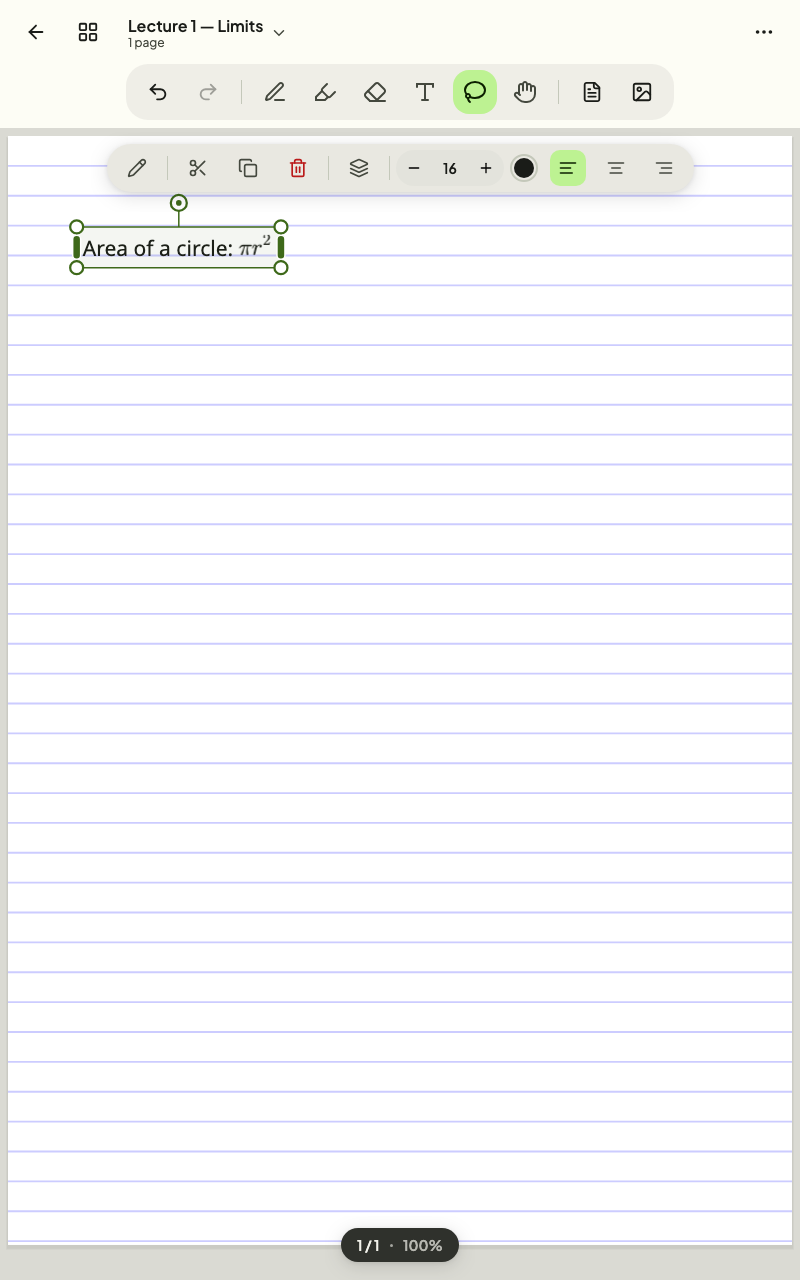 Lecture 1 — Limits
1 page
16
Area of a circle: πr²
1 / 1 · 100%